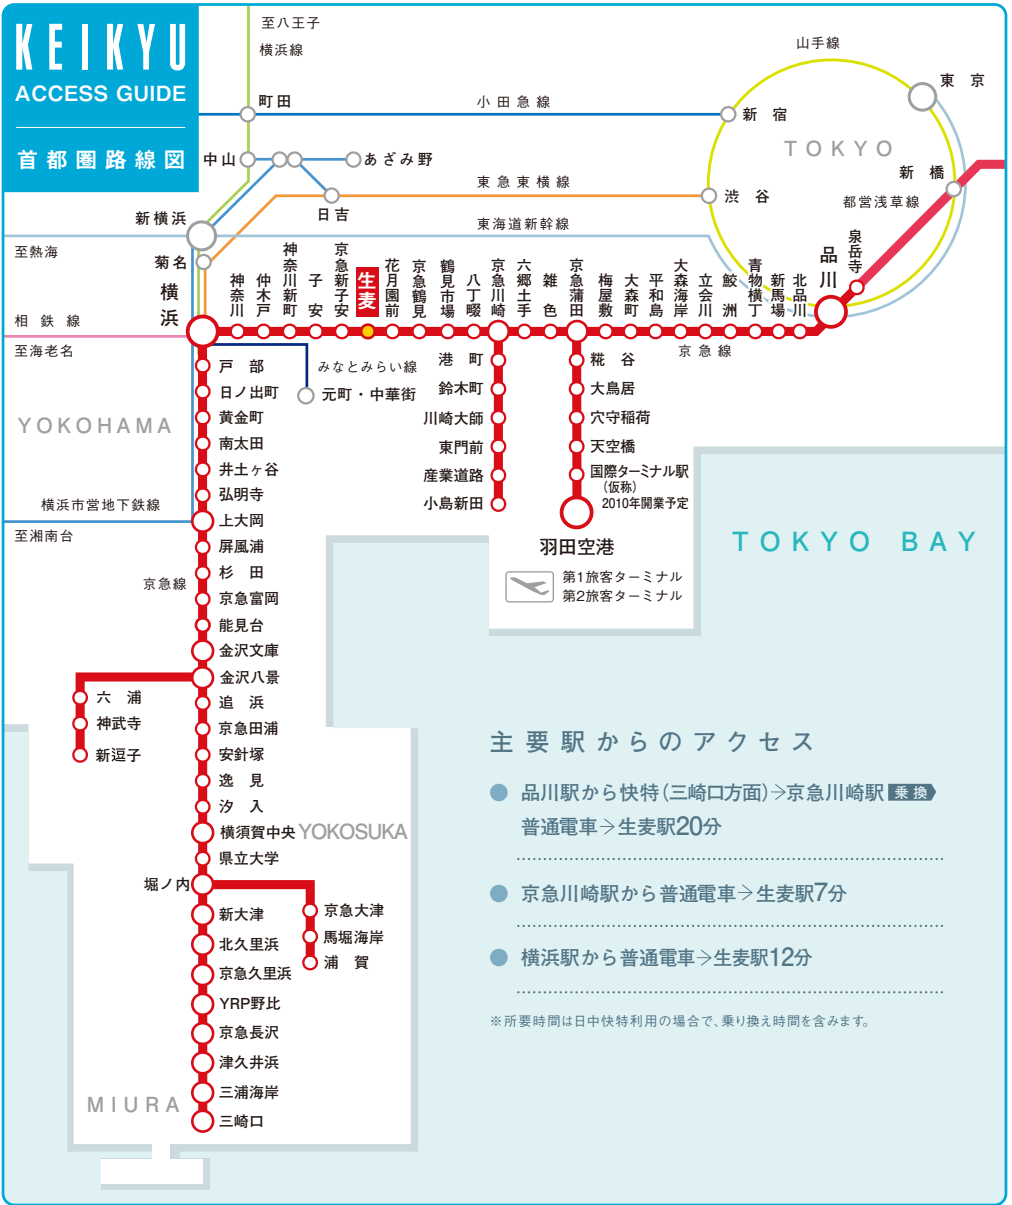 KEIKYU
ACCESS GUIDE
首都圏路線図
至八王子
横浜線
山手線
東京
町田
小田急線
新宿
TOKYO
中山
あざみ野
新橋
東急東横線
渋谷
都営浅草線
日吉
新横浜
東海道新幹線
至熱海
菊名
横浜
神奈川
仲木戸
神奈川新町
子安
京急新子安
生麦
花月園前
京急鶴見
鶴見市場
八丁畷
京急川崎
六郷土手
雑色
京急蒲田
梅屋敷
大森町
平和島
大森海岸
立会川
鮫洲
青物横丁
新馬場
北品川
品川
泉岳寺
相鉄線
至海老名
京急線
みなとみらい線
元町・中華街
戸部
日ノ出町
黄金町
南太田
井土ヶ谷
弘明寺
上大岡
屏風浦
杉田
京急富岡
能見台
金沢文庫
金沢八景
追浜
京急田浦
安針塚
逸見
汐入
横須賀中央
県立大学
堀ノ内
新大津
北久里浜
京急久里浜
YRP野比
京急長沢
津久井浜
三浦海岸
三崎口
YOKOHAMA
横浜市営地下鉄線
至湘南台
京急線
六浦
神武寺
新逗子
YOKOSUKA
京急大津
馬堀海岸
浦賀
MIURA
港町
鈴木町
川崎大師
東門前
産業道路
小島新田
糀谷
大鳥居
穴守稲荷
天空橋
国際ターミナル駅
（仮称）
2010年開業予定
羽田空港
第1旅客ターミナル
第2旅客ターミナル
TOKYO BAY
主要駅からのアクセス
● 品川駅から快特（三崎口方面）→京急川崎駅 乗換
普通電車→生麦駅20分
● 京急川崎駅から普通電車→生麦駅7分
● 横浜駅から普通電車→生麦駅12分
※所要時間は日中快特利用の場合で、乗り換え時間を含みます。